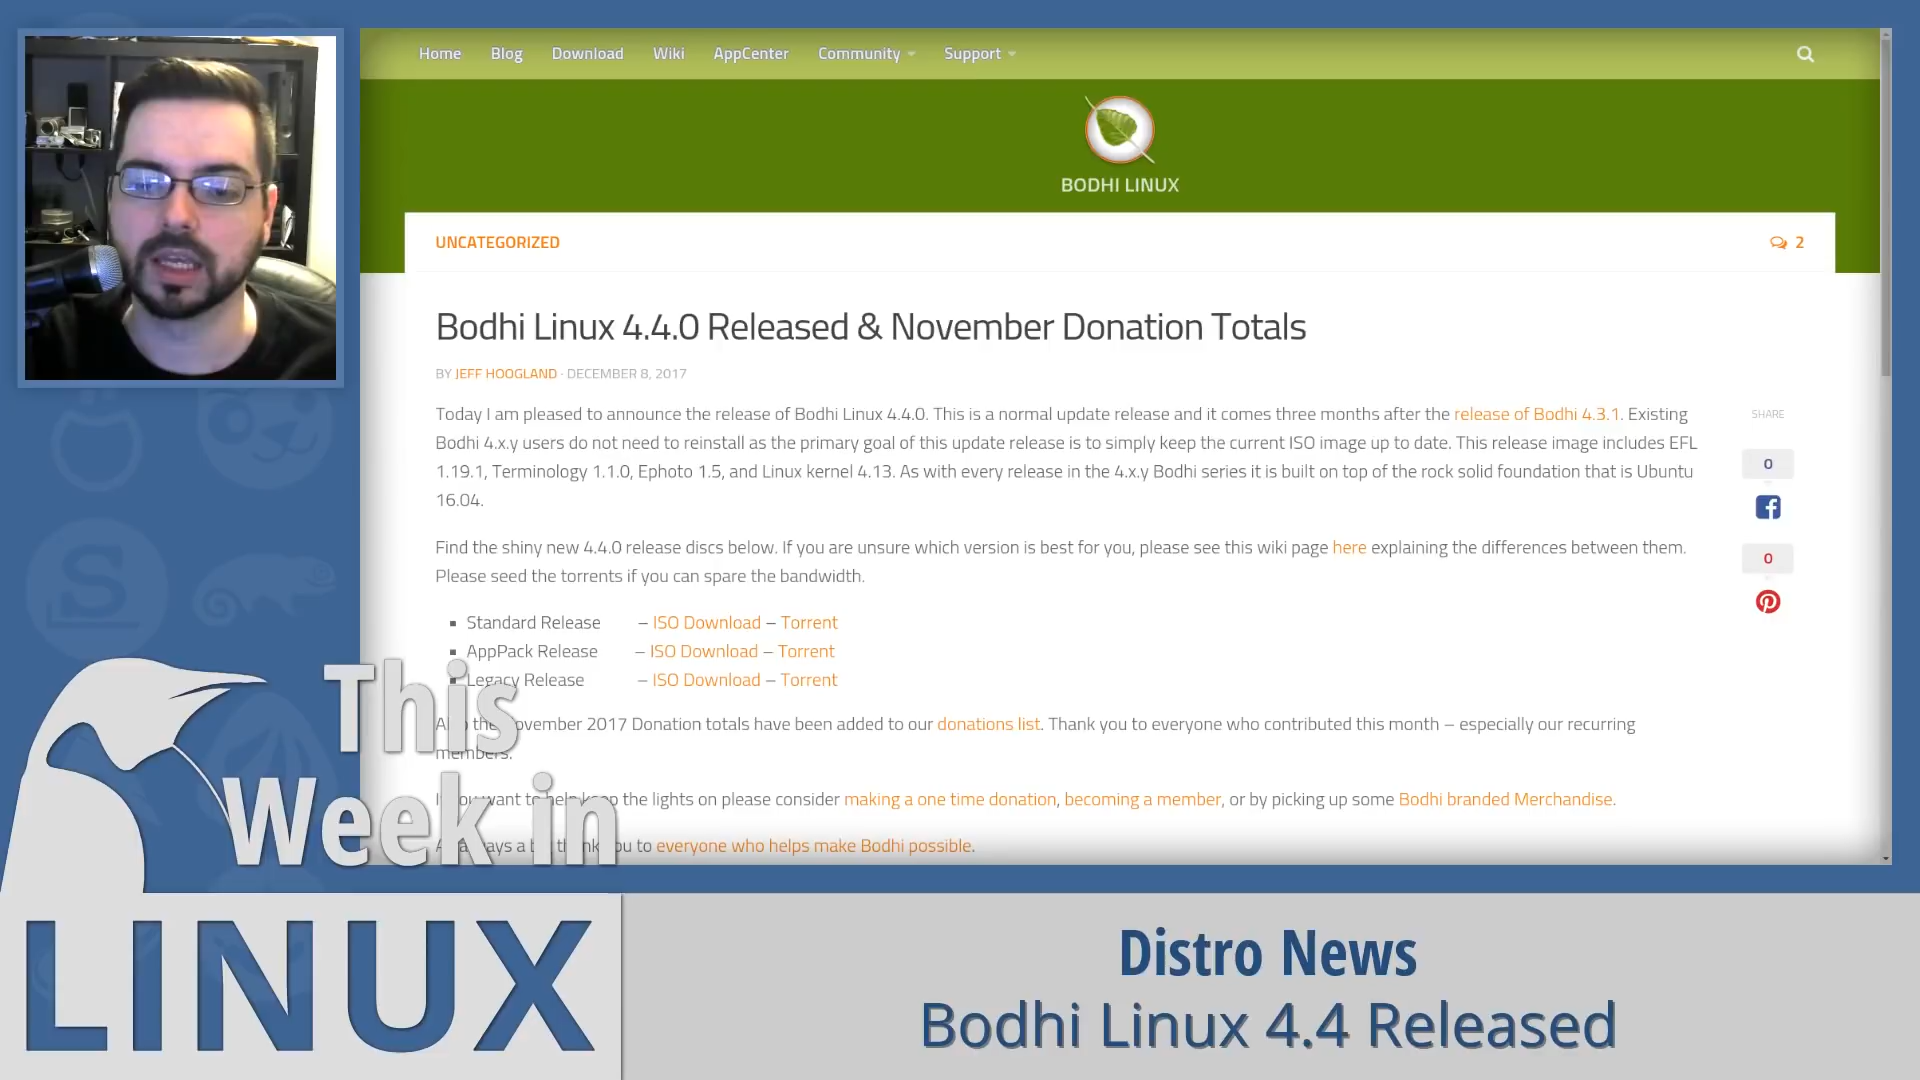 Home Blog Download Wiki AppCenter Community Support
BODHI LINUX
UNCATEGORIZED
2
Bodhi Linux 4.4.0 Released & November Donation Totals
BY JEFF HOOGLAND · DECEMBER 8, 2017
Today I am pleased to announce the release of Bodhi Linux 4.4.0. This is a normal update release and it comes three months after the release of Bodhi 4.3.1. Existing
Bodhi 4.x.y users do not need to reinstall as the primary goal of this update release is to simply keep the current ISO image up to date. This release image includes EFL
1.19.1, Terminology 1.1.0, Ephoto 1.5, and Linux kernel 4.13. As with every release in the 4.x.y Bodhi series it is built on top of the rock solid foundation that is Ubuntu
16.04.
SHARE
0
0
Find the shiny new 4.4.0 release discs below. If you are unsure which version is best for you, please see this wiki page here explaining the differences between them.
Please seed the torrents if you can spare the bandwidth.
Standard Release – ISO Download – Torrent
AppPack Release – ISO Download – Torrent
Legacy Release – ISO Download – Torrent
the November 2017 Donation totals have been added to our donations list. Thank you to everyone who contributed this month – especially our recurring
members.
you want to help keep the lights on please consider making a one time donation, becoming a member, or by picking up some Bodhi branded Merchandise.
a big thank you to everyone who helps make Bodhi possible.
This
Week in
LINUX
Distro News
Bodhi Linux 4.4 Released